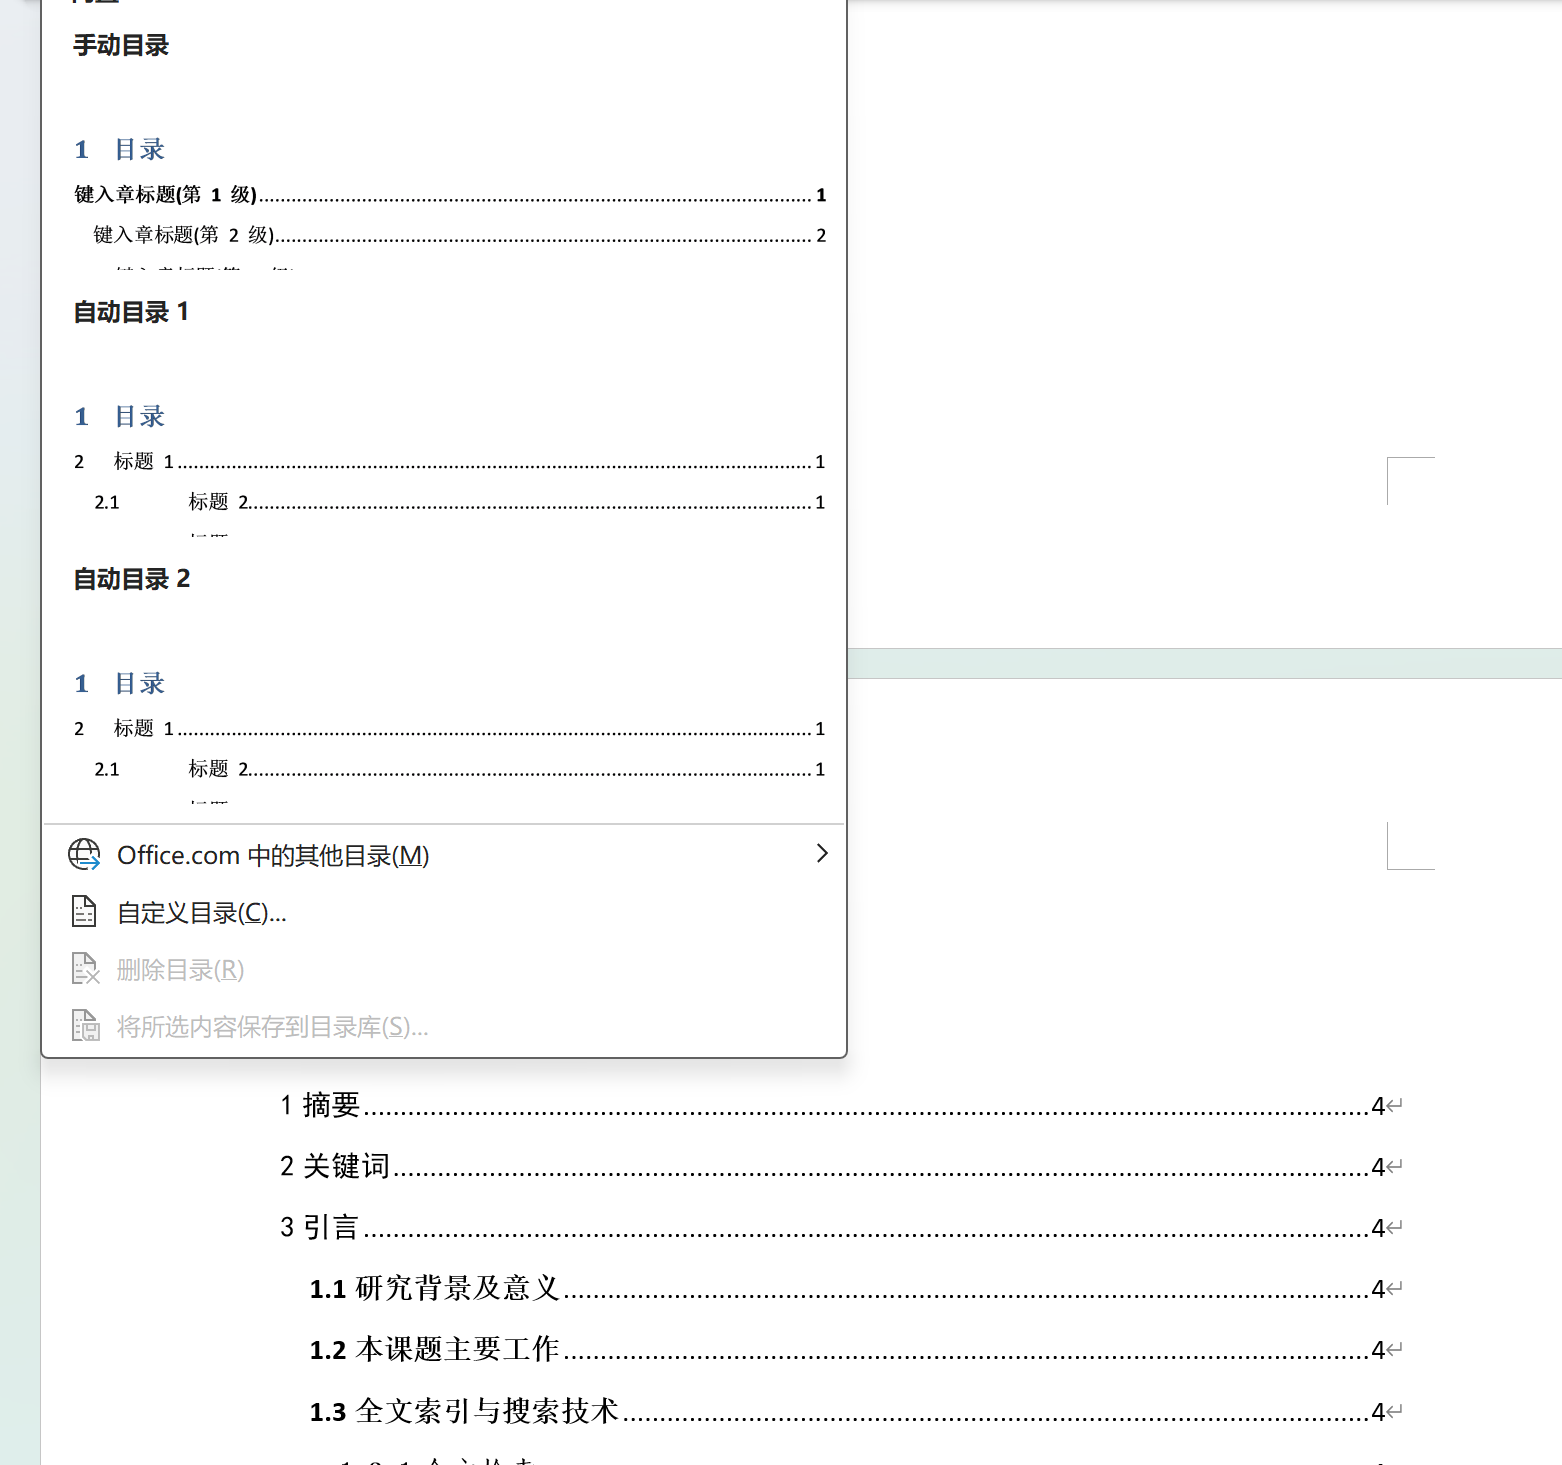 手动目录
1 目录
键入章标题(第 1 级)........................................1
键入章标题(第 2 级)........................................2
自动目录 1
1 目录
2 标题 1........................................1
2.1 标题 2........................................1
标题
自动目录 2
1 目录
2 标题 1........................................1
2.1 标题 2........................................1
标题
Office.com 中的其他目录(M)
自定义目录(C)...
删除目录(R)
将所选内容保存到目录库(S)...
1 摘要........................................4
2 关键词........................................4
3 引言........................................4
1.1 研究背景及意义........................................4
1.2 本课题主要工作........................................4
1.3 全文索引与搜索技术........................................4